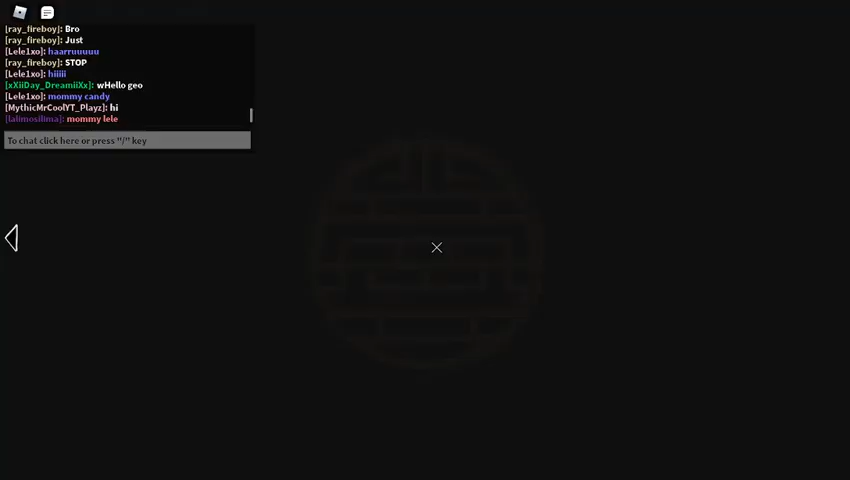 [ray_fireboy]: Bro
[ray_fireboy]: Just
[Lele1xo]: haarruuuuu
[ray_fireboy]: STOP
[Lele1xo]: hiiiii
[xXiiDay_DreamiiXx]: wHello geo
[Lele1xo]: mommy candy
[MythicMrCoolYT_Playz]: hi
[lalimosilima]: mommy lele
To chat click here or press "/" key